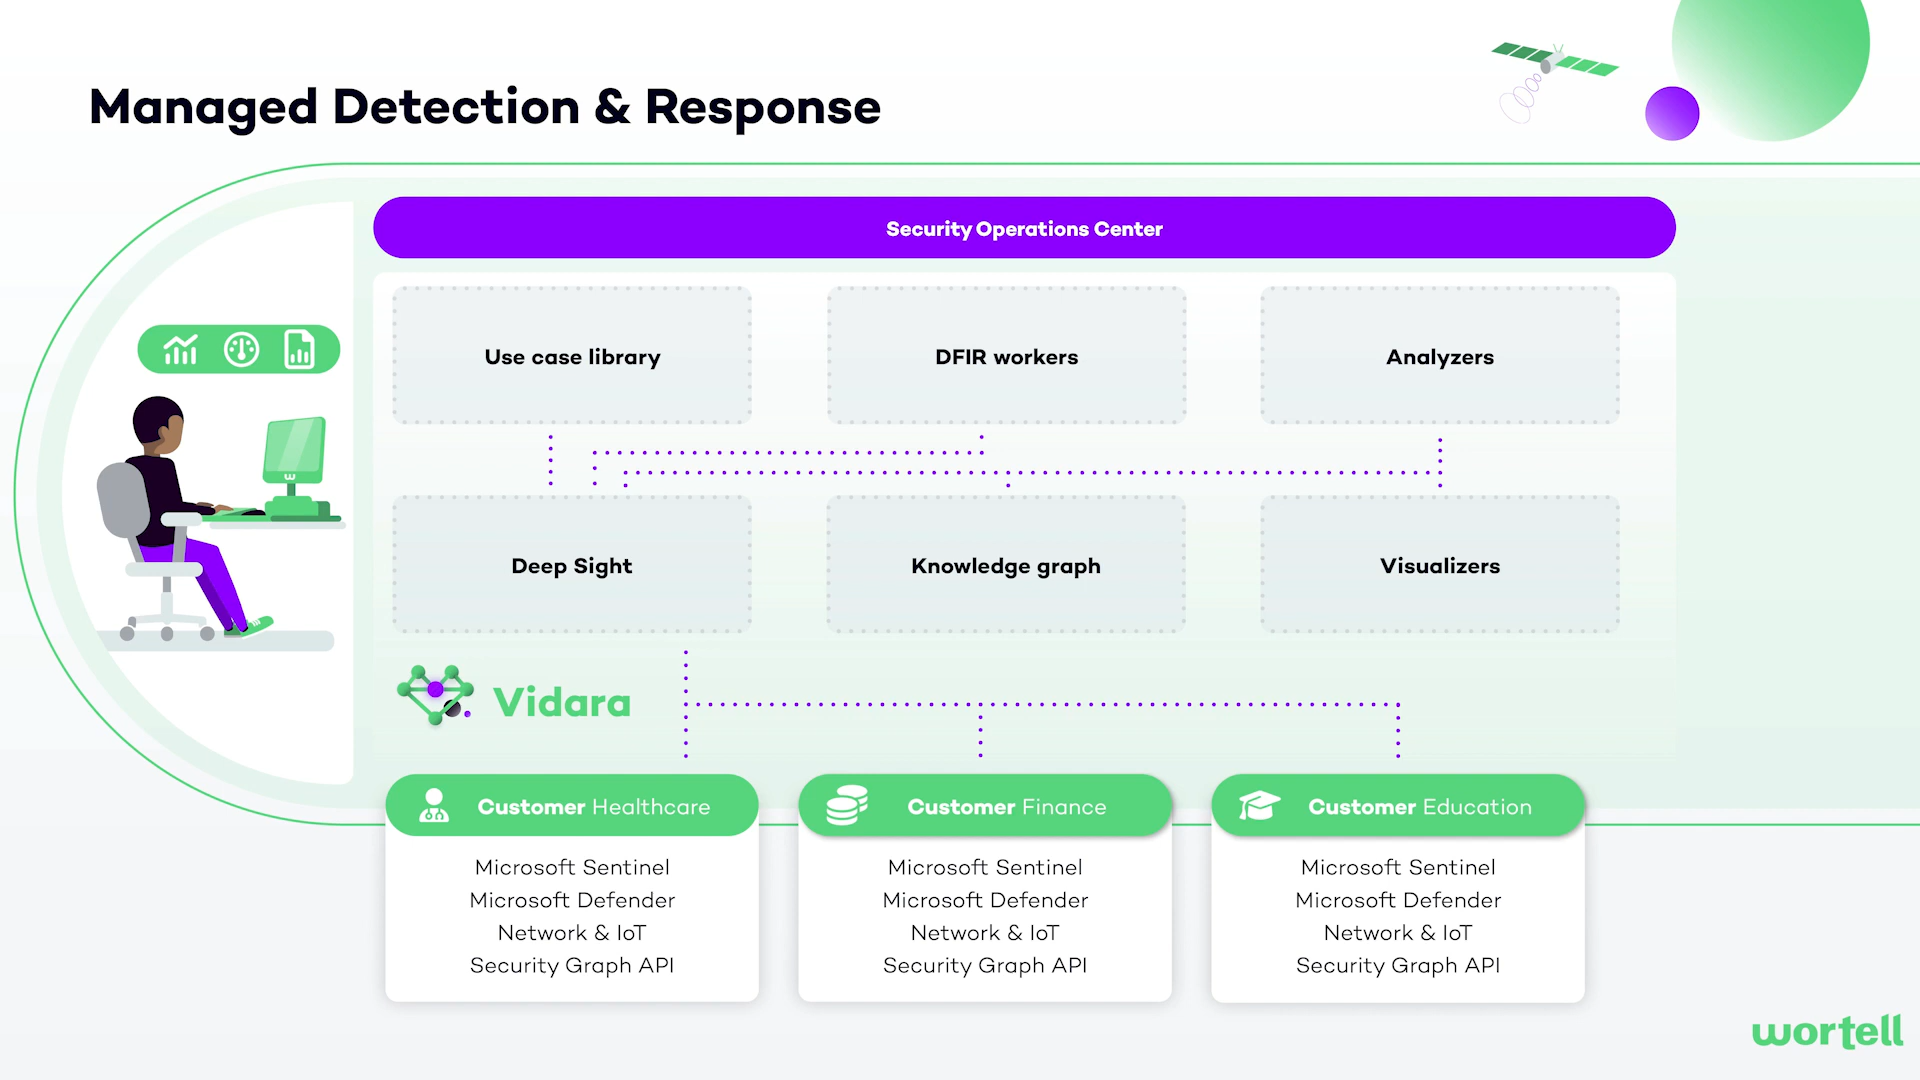 Managed Detection & Response
Security Operations Center
Use case library
DFIR workers
Analyzers
Deep Sight
Knowledge graph
Visualizers
Vidara
Customer Healthcare
Microsoft Sentinel
Microsoft Defender
Network & IoT
Security Graph API
Customer Finance
Microsoft Sentinel
Microsoft Defender
Network & IoT
Security Graph API
Customer Education
Microsoft Sentinel
Microsoft Defender
Network & IoT
Security Graph API
wortell